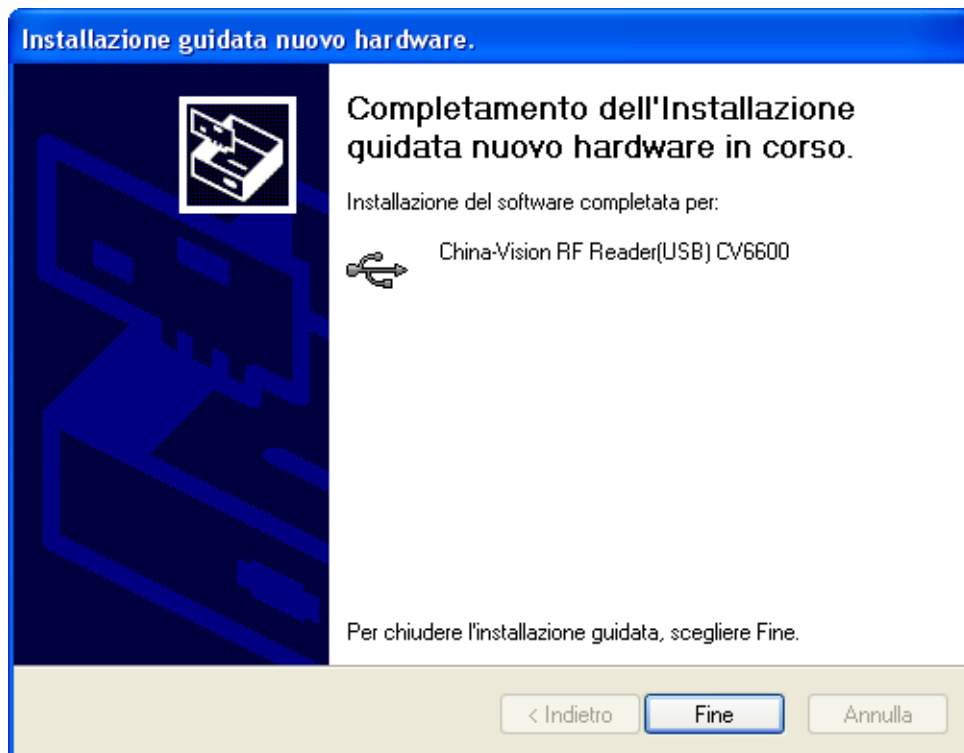 Installazione guidata nuovo hardware.
Completamento dell'Installazione
guidata nuovo hardware in corso.
Installazione del software completata per:
China-Vision RF Reader(USB) CV6600
Per chiudere l'installazione guidata, scegliere Fine.
< Indietro
Fine
Annulla